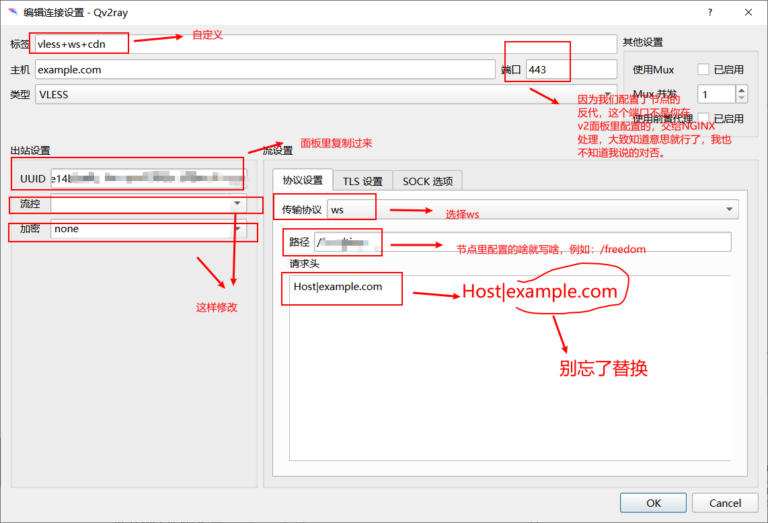 编辑连接设置 - Qv2ray
标签 vless+ws+cdn
自定义
其他设置
主机 example.com 端口 443
使用Mux 已启用
类型 VLESS
Mux 并发 1
使用前置代理 已启用
因为我们配置了节点的
反代，这个端口不是你在
v2面板里配置的，交给NGINX
处理，大致知道意思就行了，我也
不知道我说的对否。
出站设置
面板里复制过来
流设置
UUID
协议设置 TLS 设置 SOCK 选项
流控
传输协议 ws
选择ws
加密 none
路径 /
节点里配置的啥就写啥，例如：/freedom
请求头
Host|example.com
Host|example.com
这样修改
别忘了替换
OK Cancel